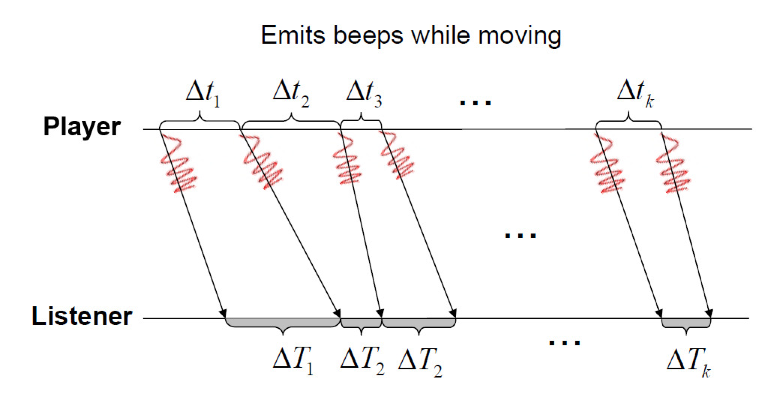 Emits beeps while moving
Δt₁ Δt₂ Δt₃ ... Δtₖ
Player
...
Listener
ΔT₁ ΔT₂ ΔT₂ ... ΔTₖ